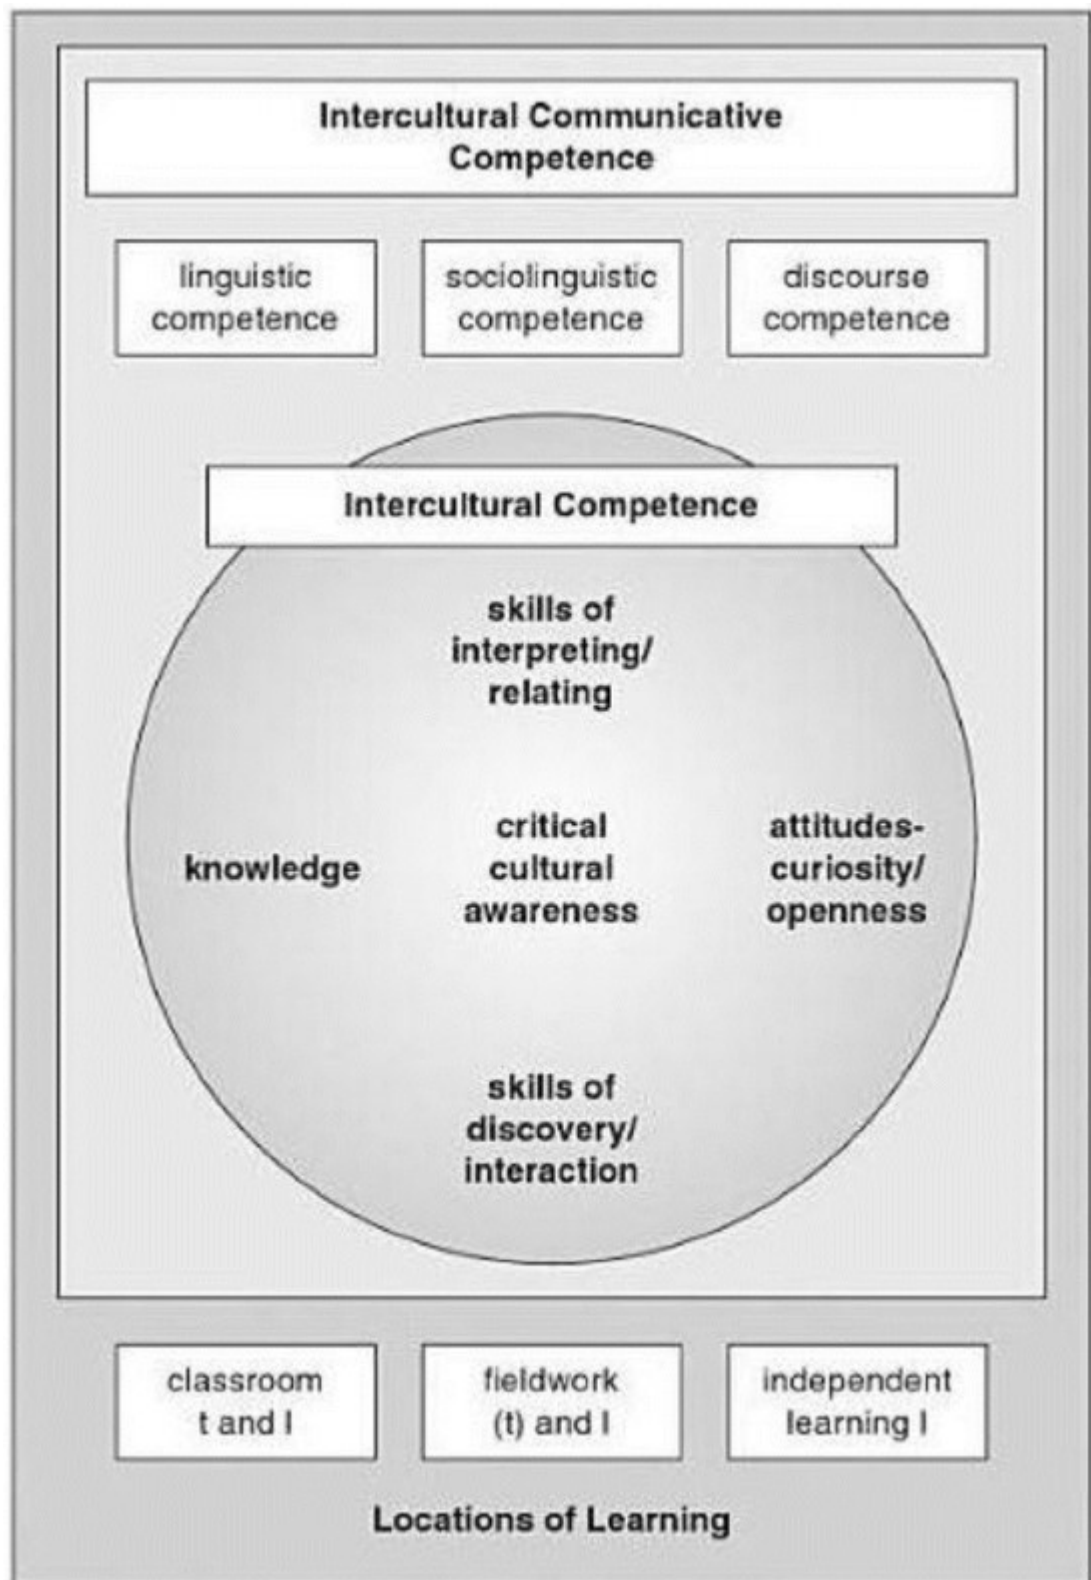 Intercultural Communicative
Competence
linguistic
competence
sociolinguistic
competence
discourse
competence
Intercultural Competence
skills of
interpreting/
relating
knowledge
critical
cultural
awareness
attitudes-
curiosity/
openness
skills of
discovery/
interaction
classroom
t and l
fieldwork
(t) and l
independent
learning l
Locations of Learning